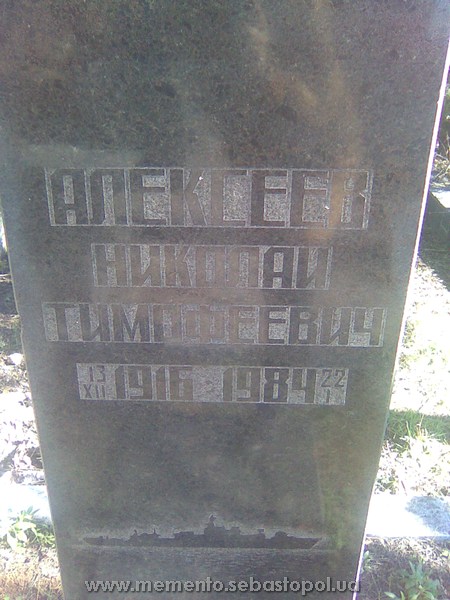 АЛЕКСЕЕВ
НИКОЛАЙ
ТИМОФЕЕВИЧ
13 XII 1916 - 1984 22 I
www.memento.sebastopol.ua